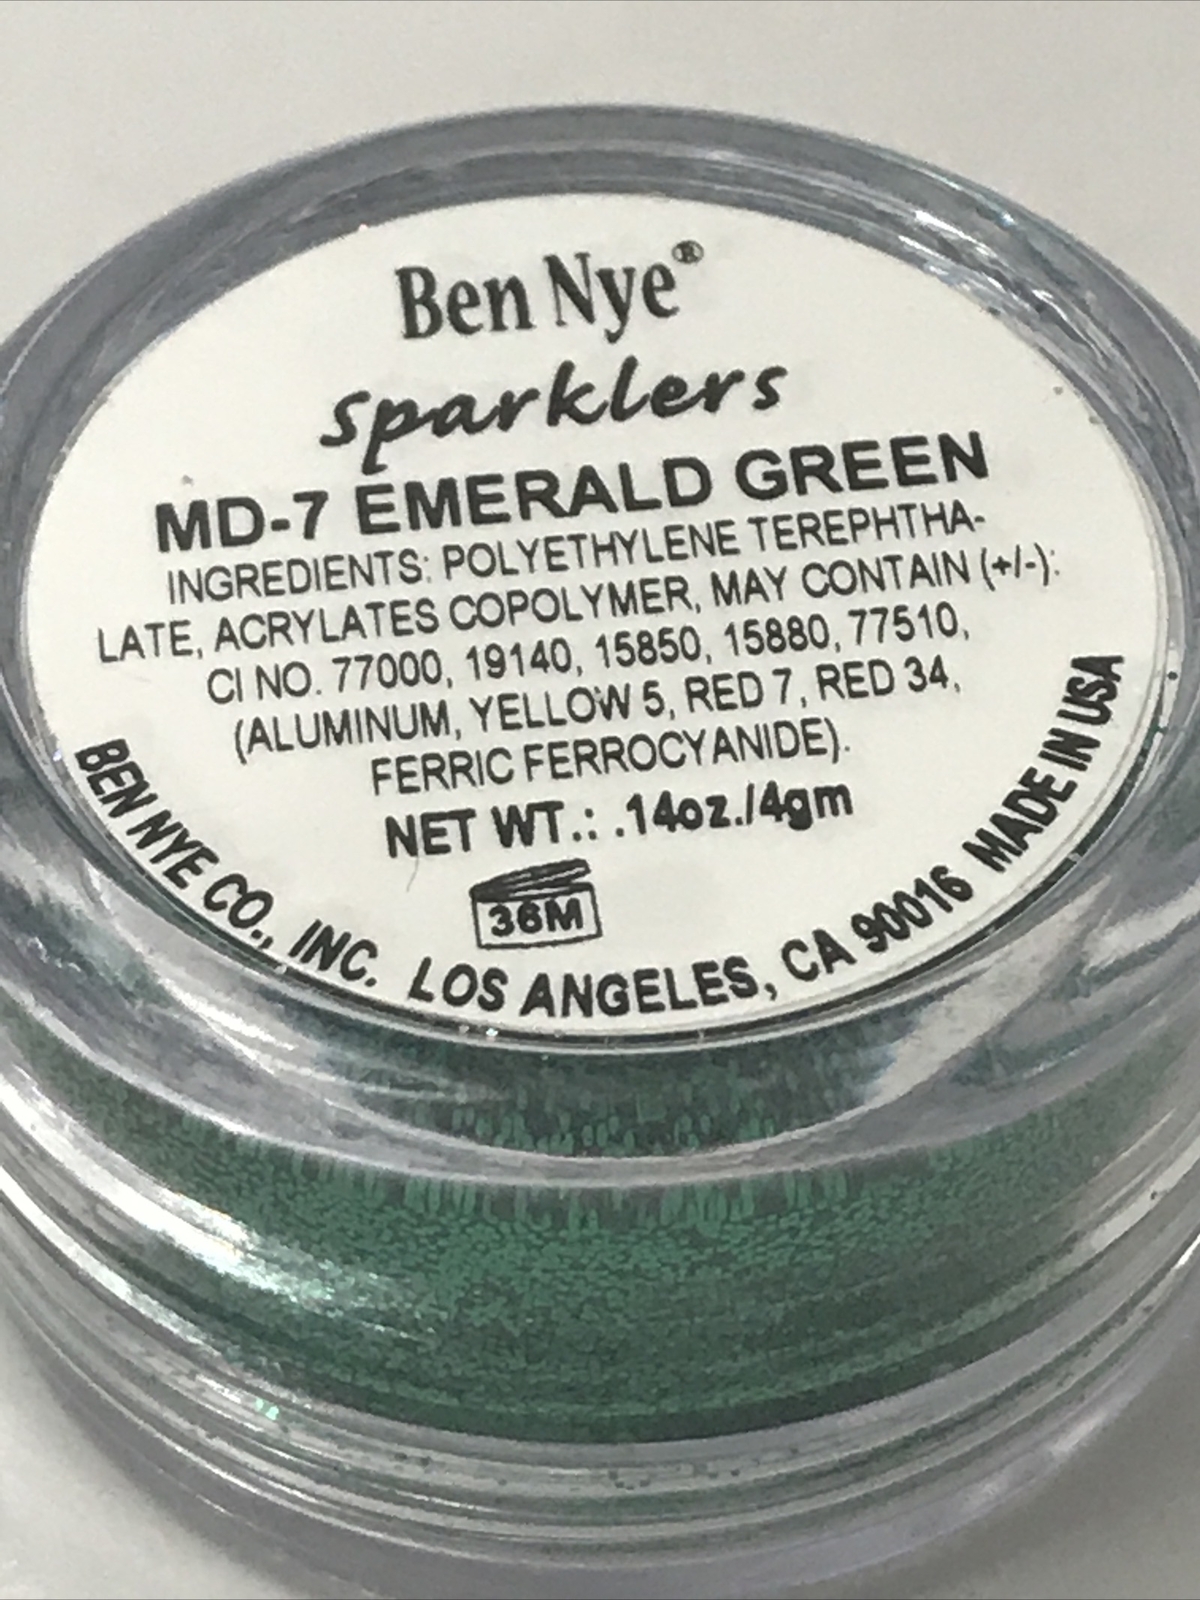 Ben Nye®
Sparklers
MD-7 EMERALD GREEN
INGREDIENTS: POLYETHYLENE TEREPHTHA-
LATE, ACRYLATES COPOLYMER, MAY CONTAIN (+/-):
CI NO. 77000, 19140, 15850, 15880, 77510,
(ALUMINUM, YELLOW 5, RED 7, RED 34,
FERRIC FERROCYANIDE).
NET WT.: .14oz./4gm
36M
BEN NYE CO., INC. LOS ANGELES, CA 90016 MADE IN USA